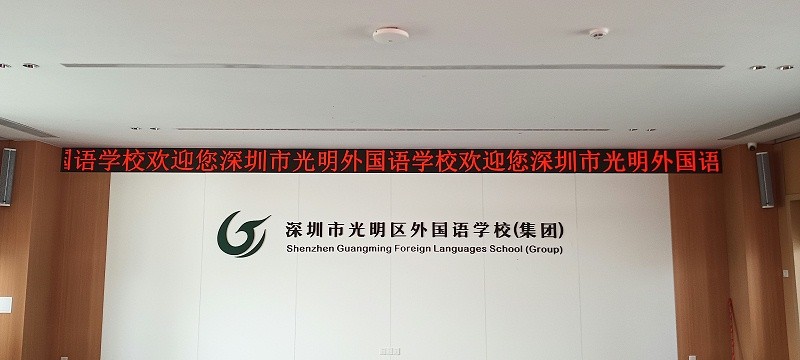 国语学校欢迎您深圳市光明外国语学校欢迎您深圳市光明外国语
深圳市光明区外国语学校(集团)
Shenzhen Guangming Foreign Languages School (Group)